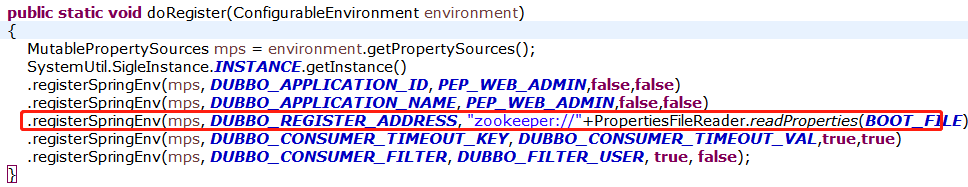 public static void doRegister(ConfigurableEnvironment environment)
{
MutablePropertySources mps = environment.getPropertySources();
SystemUtil.SigleInstance.INSTANCE.getInstance()
.registerSpringEnv(mps, DUBBO_APPLICATION_ID, PEP_WEB_ADMIN,false,false)
.registerSpringEnv(mps, DUBBO_APPLICATION_NAME, PEP_WEB_ADMIN,false,false)
.registerSpringEnv(mps, DUBBO_REGISTER_ADDRESS, "zookeeper://"+PropertiesFileReader.readProperties(BOOT_FILE)
.registerSpringEnv(mps, DUBBO_CONSUMER_TIMEOUT_KEY, DUBBO_CONSUMER_TIMEOUT_VAL,true,true)
.registerSpringEnv(mps, DUBBO_CONSUMER_FILTER, DUBBO_FILTER_USER, true, false);
}